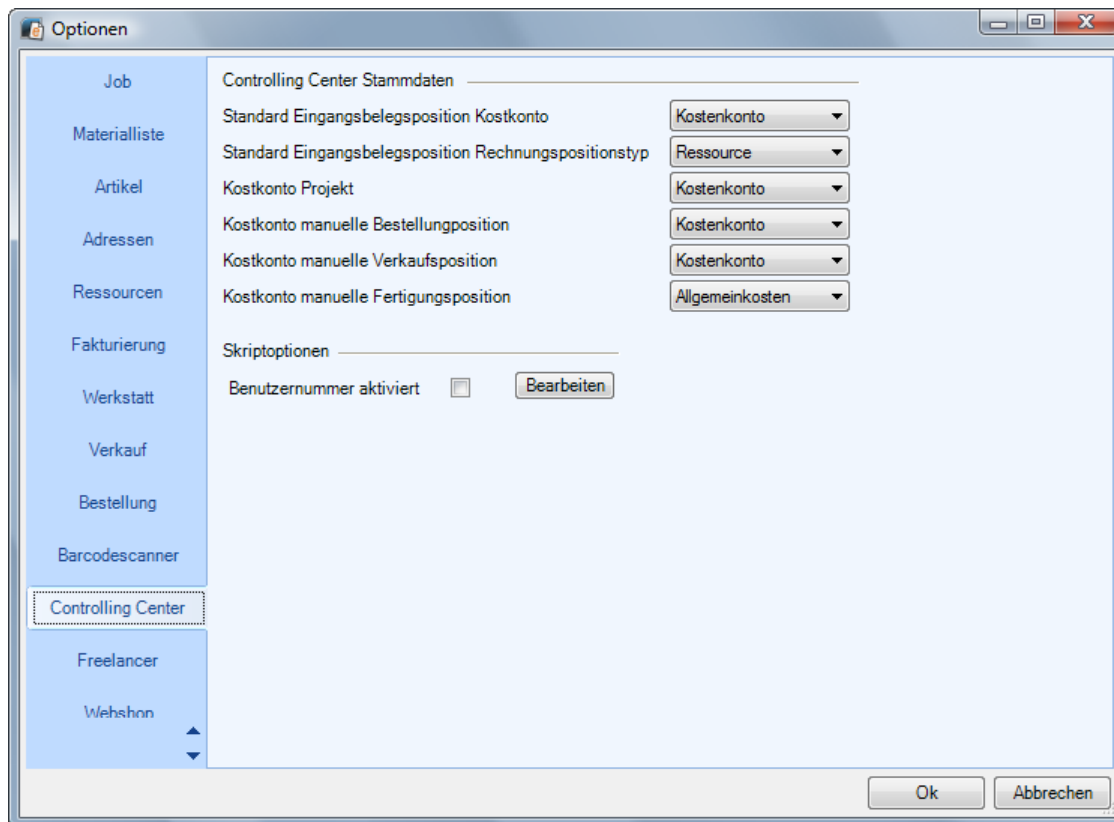 Optionen
Job
Materialliste
Artikel
Adressen
Ressourcen
Fakturierung
Werkstatt
Verkauf
Bestellung
Barcodescanner
Controlling Center
Freelancer
Webshop
Controlling Center Stammdaten
Standard Eingangsbelegsposition Kostkonto Kostenkonto
Standard Eingangsbelegsposition Rechnungspositionstyp Ressource
Kostkonto Projekt Kostenkonto
Kostkonto manuelle Bestellungposition Kostenkonto
Kostkonto manuelle Verkaufsposition Kostenkonto
Kostkonto manuelle Fertigungsposition Allgemeinkosten
Skriptoptionen
Benutzernummer aktiviert Bearbeiten
Ok Abbrechen